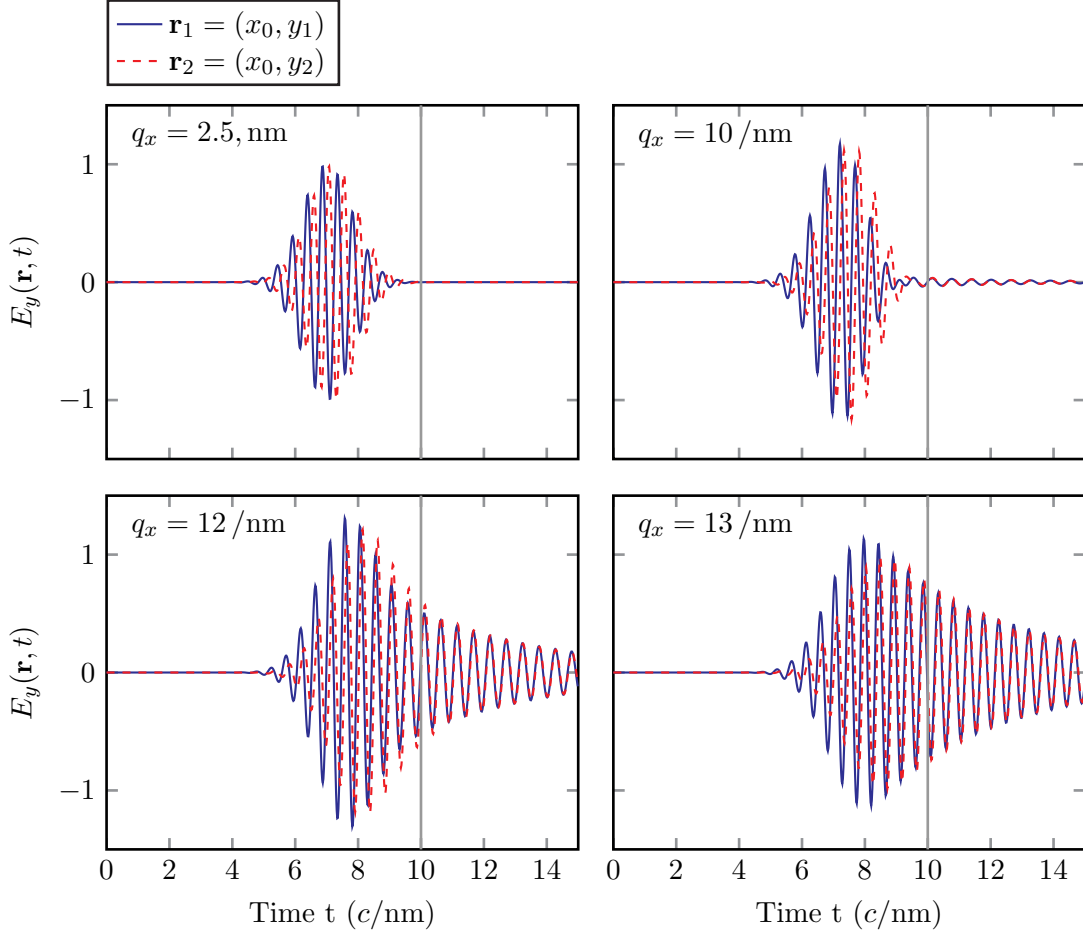 r₁ = (x₀, y₁)
r₂ = (x₀, y₂)
qₓ = 2.5, nm
qₓ = 10 /nm
1
0
−1
E_y(r, t)
qₓ = 12 /nm
qₓ = 13 /nm
1
0
−1
E_y(r, t)
0 2 4 6 8 10 12 14
0 2 4 6 8 10 12 14
Time t (c/nm)
Time t (c/nm)